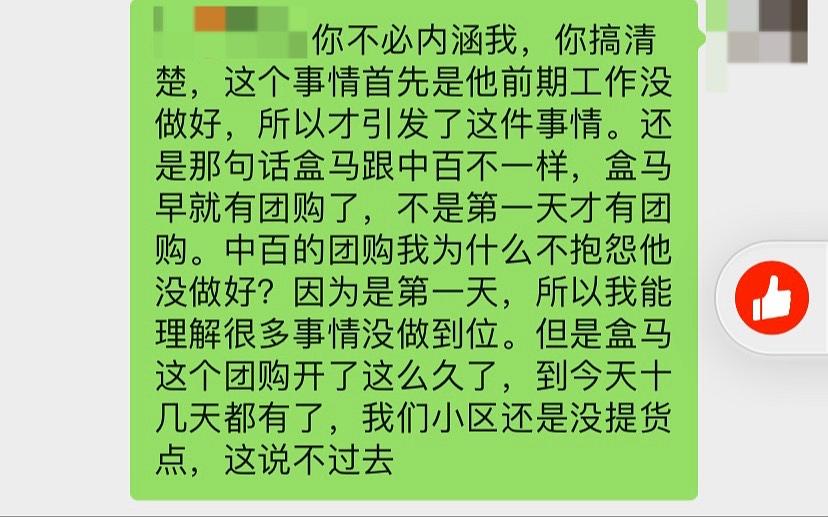 你不必内涵我，你搞清
楚，这个事情首先是他前期工作没
做好，所以才引发了这件事情。还
是那句话盒马跟中百不一样，盒马
早就有团购了，不是第一天才有团
购。中百的团购我为什么不抱怨他
没做好？因为是第一天，所以我能
理解很多事情没做到位。但是盒马
这个团购开了这么久了，到今天十
几天都有了，我们小区还是没提货
点，这说不过去